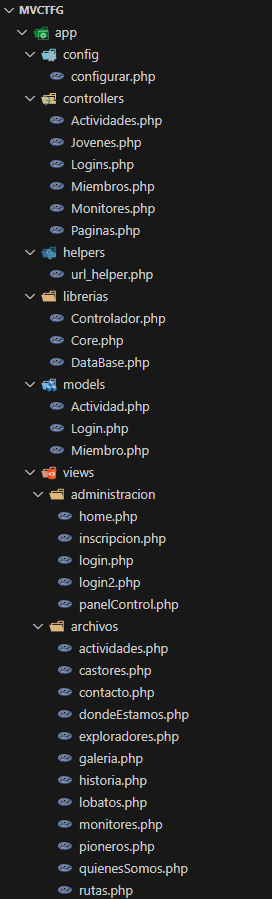 MVCTFG
app
config
configurar.php
controllers
Actividades.php
Jovenes.php
Logins.php
Miembros.php
Monitores.php
Paginas.php
helpers
url_helper.php
librerias
Controlador.php
Core.php
DataBase.php
models
Actividad.php
Login.php
Miembro.php
views
administracion
home.php
inscripcion.php
login.php
login2.php
panelControl.php
archivos
actividades.php
castores.php
contacto.php
dondeEstamos.php
exploradores.php
galeria.php
historia.php
lobatos.php
monitores.php
pioneros.php
quienesSomos.php
rutas.php